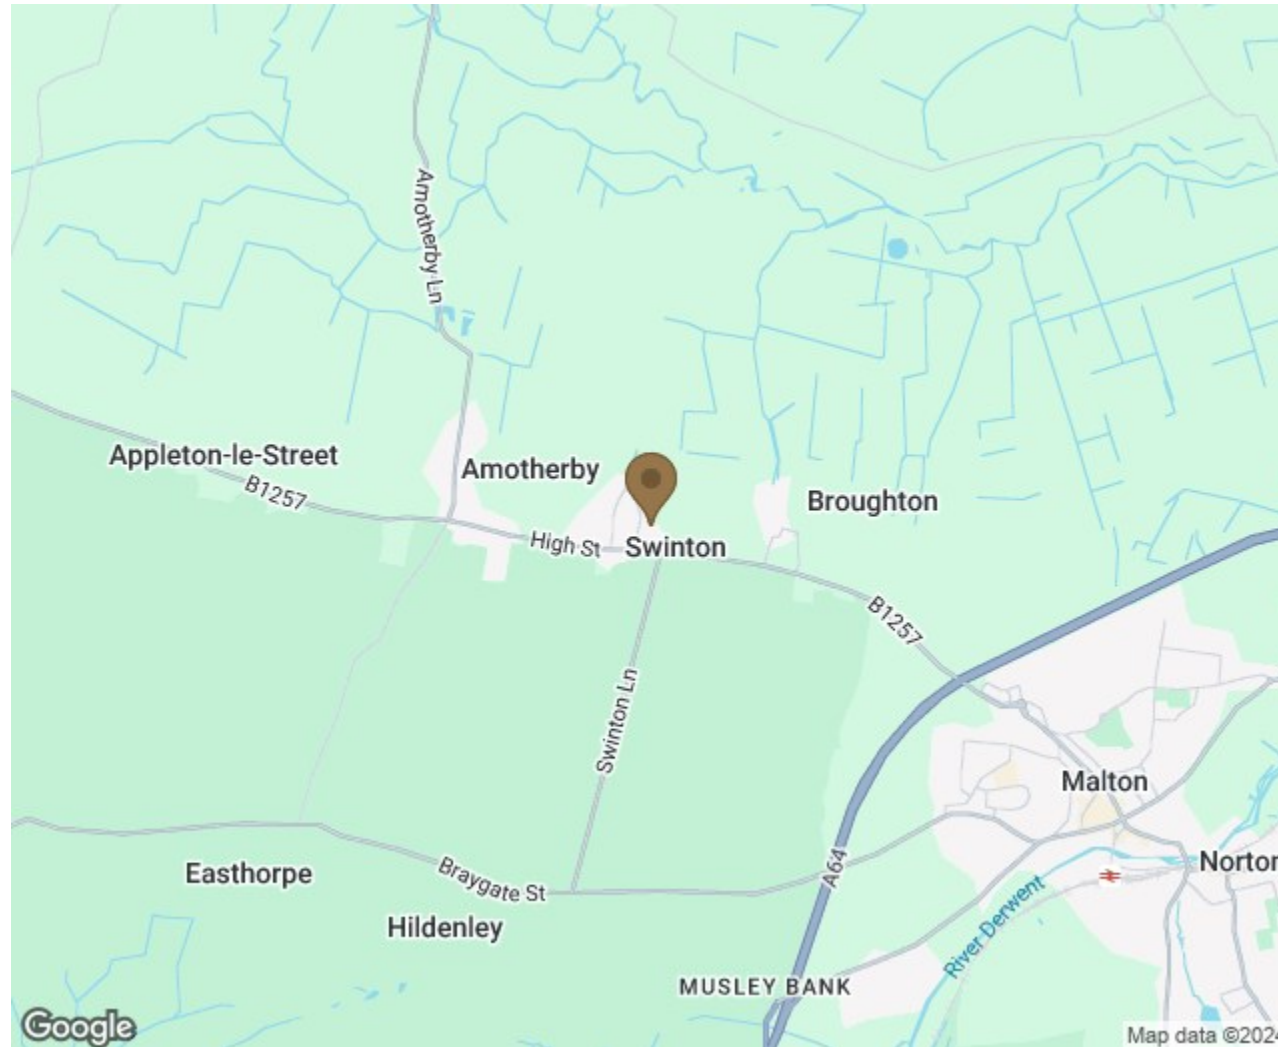 Amotherby Ln
Appleton-le-Street
Amotherby
B1257
Broughton
High St
Swinton
B1257
Swinton Ln
Malton
Easthorpe
Braygate St
A64
Norton
Hildenley
River Derwent
MUSLEY BANK
Google
Map data ©2024